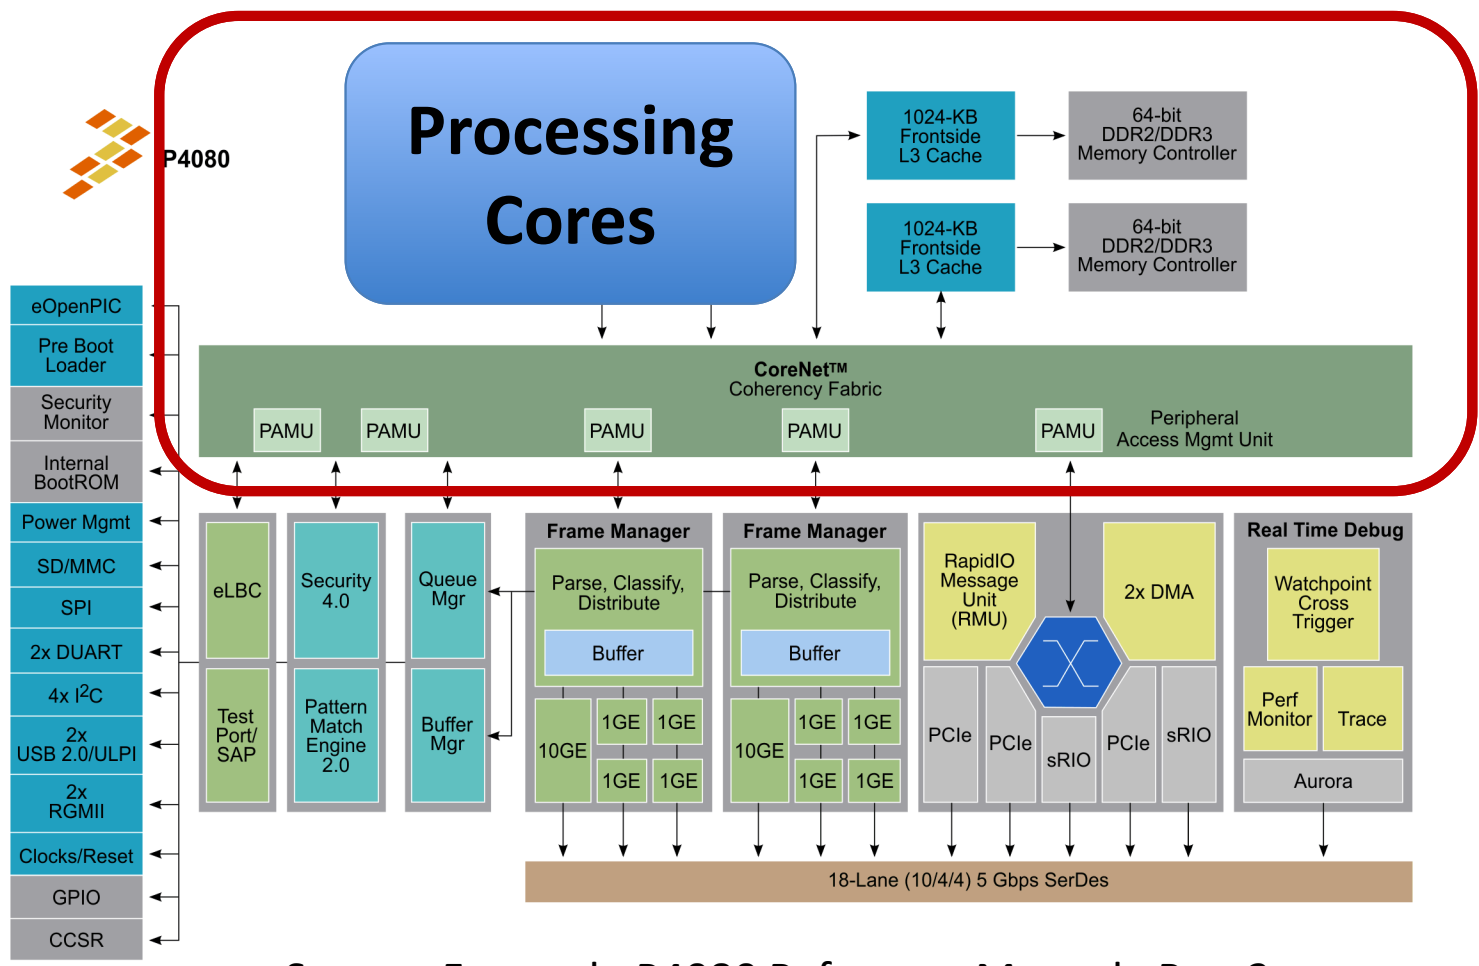 Processing
Cores
P4080
1024-KB
Frontside
L3 Cache
64-bit
DDR2/DDR3
Memory Controller
1024-KB
Frontside
L3 Cache
64-bit
DDR2/DDR3
Memory Controller
eOpenPIC
Pre Boot
Loader
Security
Monitor
Internal
BootROM
Power Mgmt
SD/MMC
SPI
2x DUART
4x I²C
2x
USB 2.0/ULPI
2x
RGMII
Clocks/Reset
GPIO
CCSR
CoreNet™
Coherency Fabric
PAMU
PAMU
PAMU
PAMU
PAMU
Peripheral
Access Mgmt Unit
eLBC
Test
Port/
SAP
Security
4.0
Pattern
Match
Engine
2.0
Queue
Mgr
Buffer
Mgr
Frame Manager
Parse, Classify,
Distribute
Buffer
10GE
1GE
1GE
1GE
1GE
Frame Manager
Parse, Classify,
Distribute
Buffer
10GE
1GE
1GE
1GE
1GE
RapidIO
Message
Unit
(RMU)
2x DMA
PCIe
PCIe
sRIO
PCIe
sRIO
Real Time Debug
Watchpoint
Cross
Trigger
Perf
Monitor
Trace
Aurora
18-Lane (10/4/4) 5 Gbps SerDes